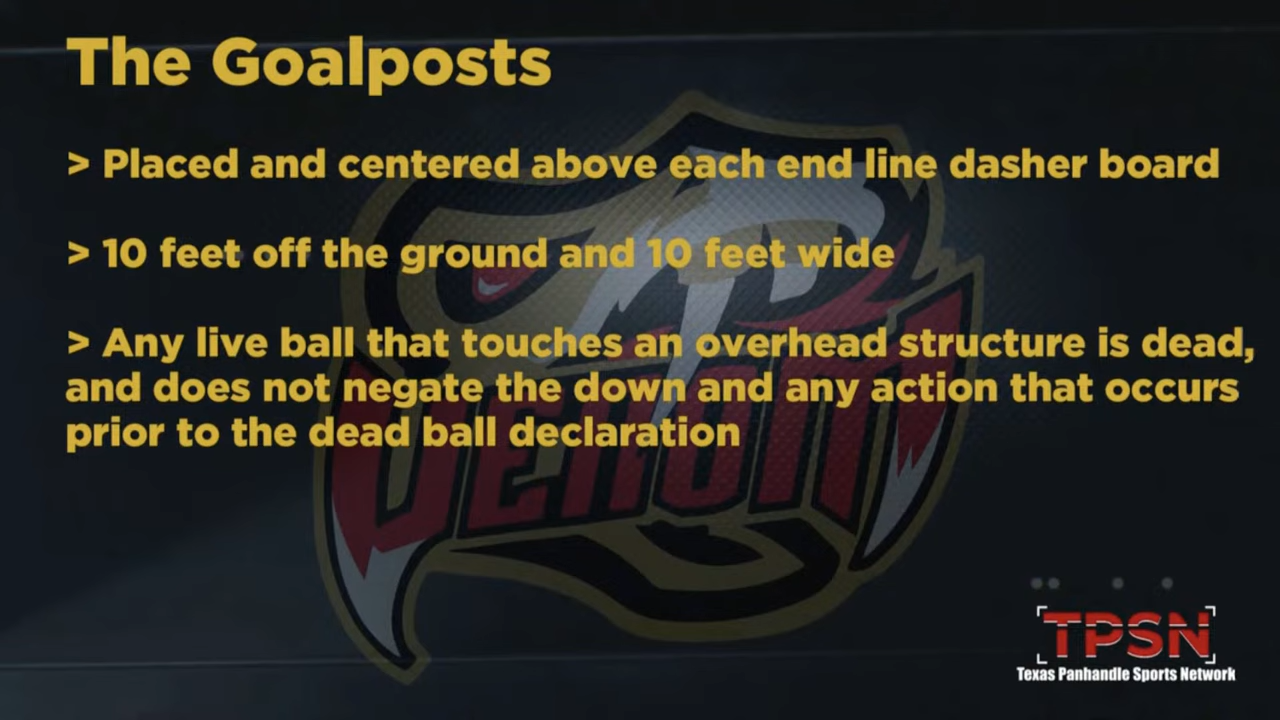 The Goalposts
> Placed and centered above each end line dasher board
> 10 feet off the ground and 10 feet wide
> Any live ball that touches an overhead structure is dead,
and does not negate the down and any action that occurs
prior to the dead ball declaration
VENOM
TPSN
Texas Panhandle Sports Network